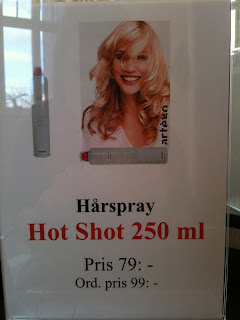 artègo
Hårspray
Hot Shot 250 ml
Pris 79: -
Ord. pris 99: -